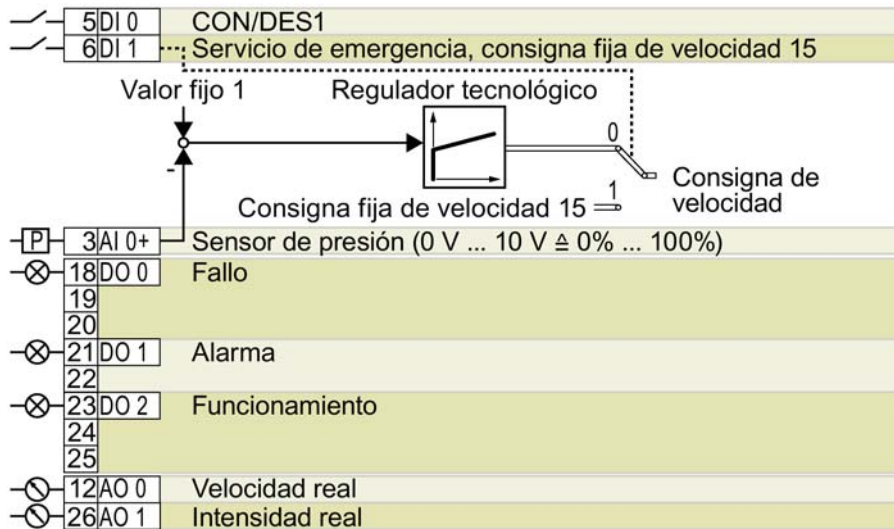 5 DI 0 CON/DES1
6 DI 1 Servicio de emergencia, consigna fija de velocidad 15
Valor fijo 1 Regulador tecnológico
0
-
Consigna de
velocidad
1
Consigna fija de velocidad 15
P 3 AI 0+ Sensor de presión (0 V ... 10 V ≙ 0% ... 100%)
18 DO 0 Fallo
19
20
21 DO 1 Alarma
22
23 DO 2 Funcionamiento
24
25
12 AO 0 Velocidad real
26 AO 1 Intensidad real